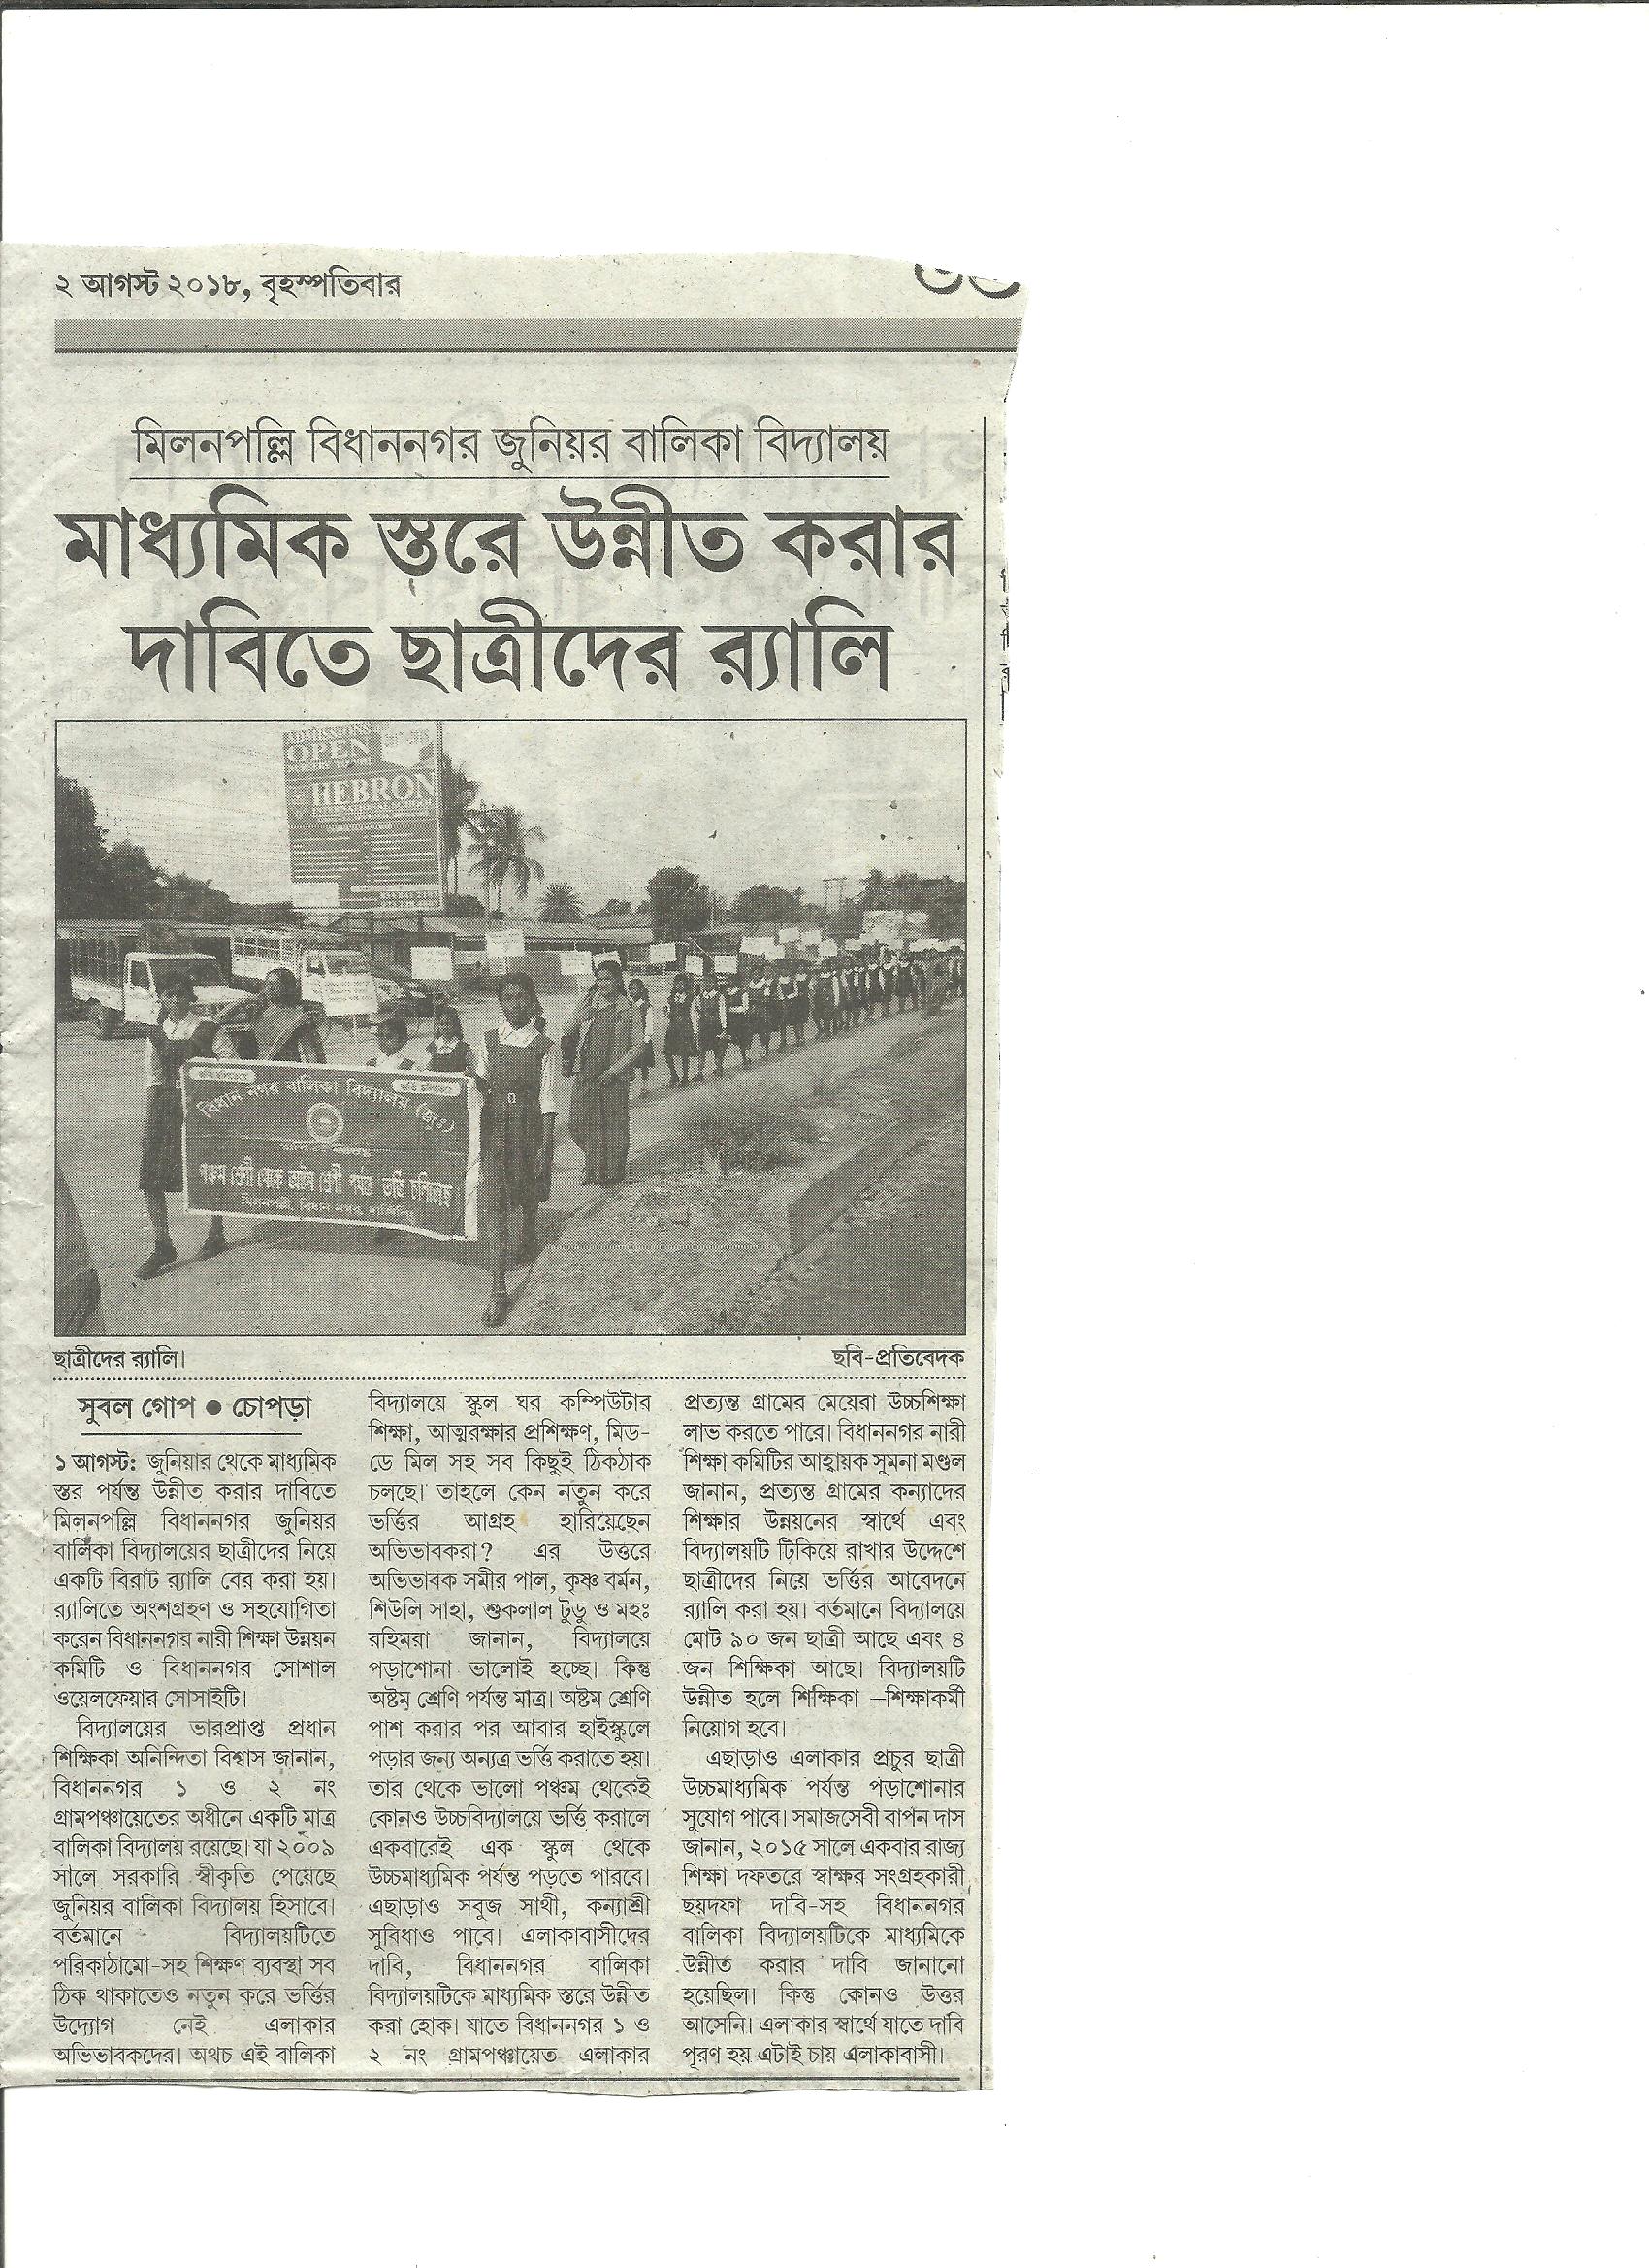 ২ আগস্ট ২০১৮, বৃহস্পতিবার
মিলনপল্লি বিধাননগর জুনিয়র বালিকা বিদ্যালয়
মাধ্যমিক স্তরে উন্নীত করার
দাবিতে ছাত্রীদের র‍্যালি
ADMISSIONS
OPEN
HEBRON
বিধান নগর বালিকা বিদ্যালয় (জুঃ)
পঞ্চম শ্রেণী থেকে অষ্টম শ্রেণী পর্যন্ত ভর্তি চলিতেছে
ছাত্রীদের র‍্যালি।
ছবি-প্রতিবেদক
সুবল গোপ ● চোপড়া
১ আগস্ট: জুনিয়ার থেকে মাধ্যমিক
স্তর পর্যন্ত উন্নীত করার দাবিতে
মিলনপল্লি বিধাননগর জুনিয়র
বালিকা বিদ্যালয়ের ছাত্রীদের নিয়ে
একটি বিরাট র‍্যালি বের করা হয়।
র‍্যালিতে অংশগ্রহণ ও সহযোগিতা
করেন বিধাননগর নারী শিক্ষা উন্নয়ন
কমিটি ও বিধাননগর সোশাল
ওয়েলফেয়ার সোসাইটি।
বিদ্যালয়ের ভারপ্রাপ্ত প্রধান
শিক্ষিকা অনিন্দিতা বিশ্বাস জানান,
বিধাননগর ১ ও ২ নং
গ্রামপঞ্চায়েতের অধীনে একটি মাত্র
বালিকা বিদ্যালয় রয়েছে। যা ২০০৯
সালে সরকারি স্বীকৃতি পেয়েছে
জুনিয়র বালিকা বিদ্যালয় হিসাবে।
বর্তমানে বিদ্যালয়টিতে
পরিকাঠামো-সহ শিক্ষণ ব্যবস্থা সব
ঠিক থাকাতেও নতুন করে ভর্ত্তির
উদ্যোগ নেই এলাকার
অভিভাবকদের। অথচ এই বালিকা
বিদ্যালয়ে স্কুল ঘর কম্পিউটার
শিক্ষা, আত্মরক্ষার প্রশিক্ষণ, মিড-
ডে মিল সহ সব কিছুই ঠিকঠাক
চলছে। তাহলে কেন নতুন করে
ভর্ত্তির আগ্রহ হারিয়েছেন
অভিভাবকরা? এর উত্তরে
অভিভাবক সমীর পাল, কৃষ্ণ বর্মন,
শিউলি সাহা, শুকলাল টুডু ও মহঃ
রহিমরা জানান, বিদ্যালয়ে
পড়াশোনা ভালোই হচ্ছে। কিন্তু
অষ্টম শ্রেণি পর্যন্ত মাত্র। অষ্টম শ্রেণি
পাশ করার পর আবার হাইস্কুলে
পড়ার জন্য অন্যত্র ভর্ত্তি করাতে হয়।
তার থেকে ভালো পঞ্চম থেকেই
কোনও উচ্চবিদ্যালয়ে ভর্ত্তি করালে
একবারেই এক স্কুল থেকে
উচ্চমাধ্যমিক পর্যন্ত পড়তে পারবে।
এছাড়াও সবুজ সাথী, কন্যাশ্রী
সুবিধাও পাবে। এলাকাবাসীদের
দাবি, বিধাননগর বালিকা
বিদ্যালয়টিকে মাধ্যমিক স্তরে উন্নীত
করা হোক। যাতে বিধাননগর ১ ও
২ নং গ্রামপঞ্চায়েত এলাকার
প্রত্যন্ত গ্রামের মেয়েরা উচ্চশিক্ষা
লাভ করতে পারে। বিধাননগর নারী
শিক্ষা কমিটির আহ্বায়ক সুমনা মণ্ডল
জানান, প্রত্যন্ত গ্রামের কন্যাদের
শিক্ষার উন্নয়নের স্বার্থে এবং
বিদ্যালয়টি টিকিয়ে রাখার উদ্দেশে
ছাত্রীদের নিয়ে ভর্ত্তির আবেদনে
র‍্যালি করা হয়। বর্তমানে বিদ্যালয়ে
মোট ৯০ জন ছাত্রী আছে এবং ৪
জন শিক্ষিকা আছে। বিদ্যালয়টি
উন্নীত হলে শিক্ষিকা –শিক্ষাকর্মী
নিয়োগ হবে।
এছাড়াও এলাকার প্রচুর ছাত্রী
উচ্চমাধ্যমিক পর্যন্ত পড়াশোনার
সুযোগ পাবে। সমাজসেবী বাপন দাস
জানান, ২০১৫ সালে একবার রাজ্য
শিক্ষা দফতরে স্বাক্ষর সংগ্রহকারী
ছয়দফা দাবি-সহ বিধাননগর
বালিকা বিদ্যালয়টিকে মাধ্যমিকে
উন্নীত করার দাবি জানানো
হয়েছিল। কিন্তু কোনও উত্তর
আসেনি। এলাকার স্বার্থে যাতে দাবি
পূরণ হয় এটাই চায় এলাকাবাসী।